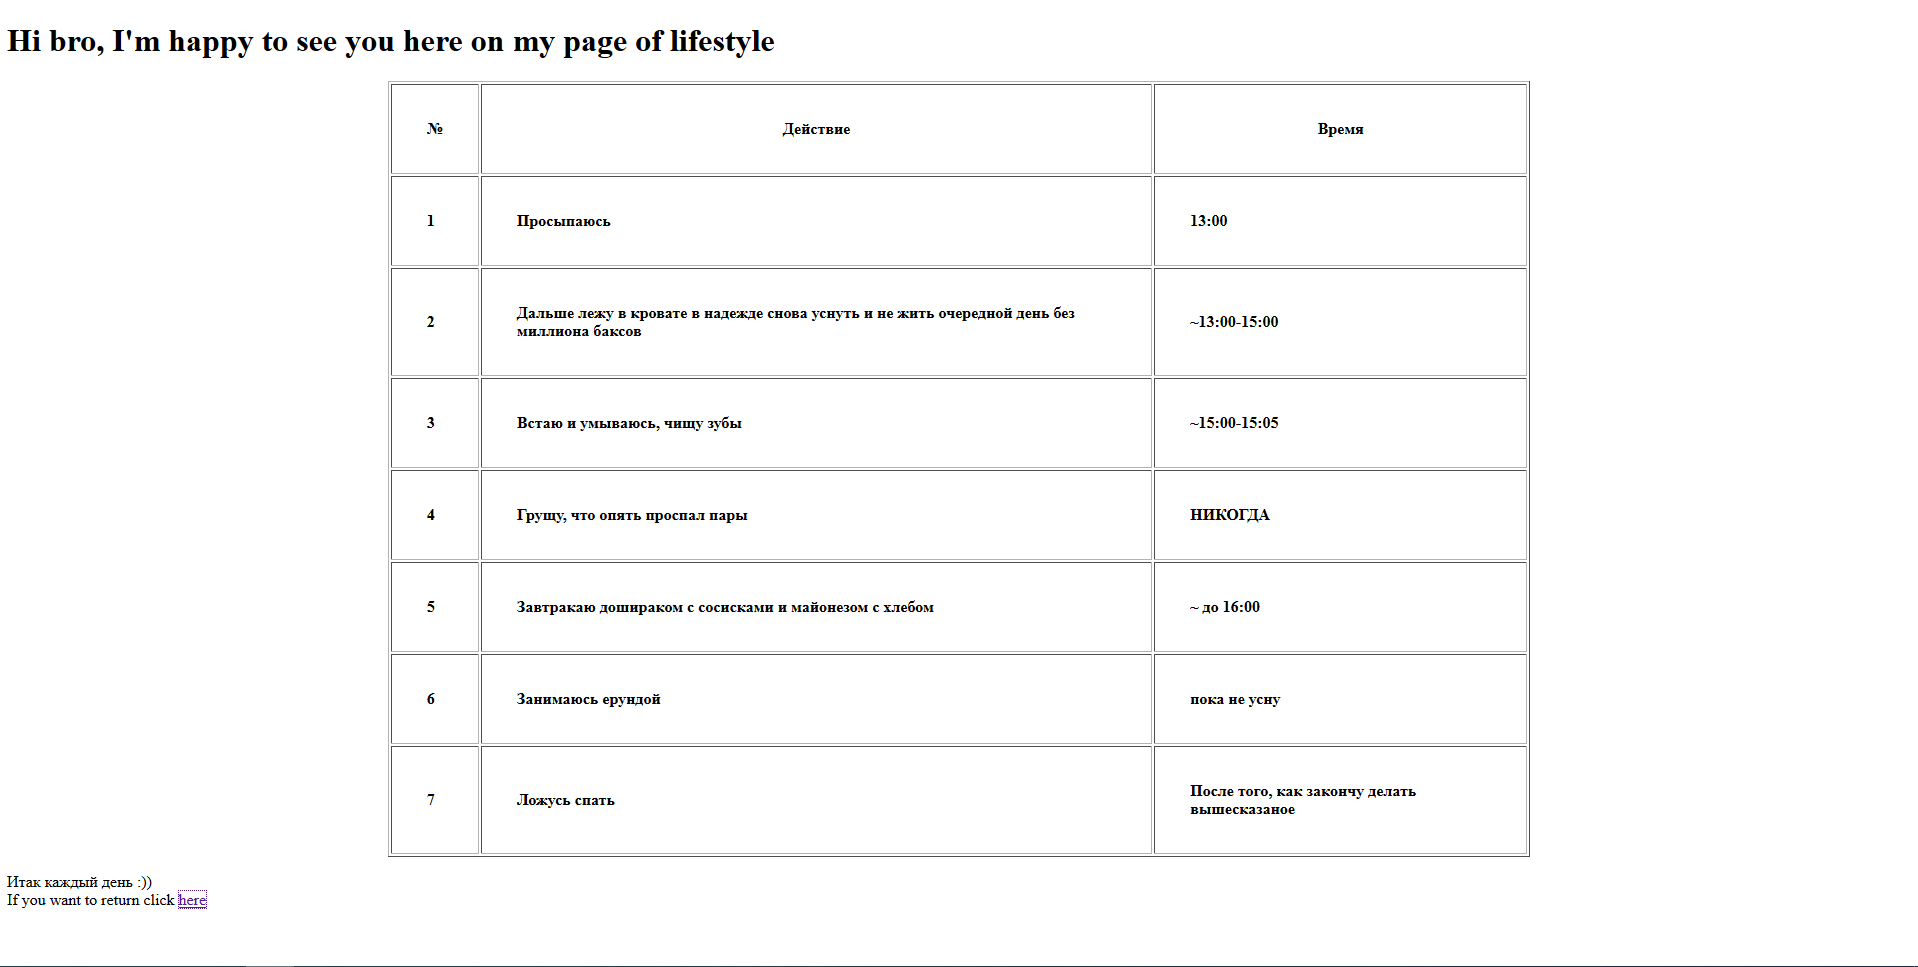 Hi bro, I'm happy to see you here on my page of lifestyle
№ Действие Время
1 Просыпаюсь 13:00
2 Дальше лежу в кровате в надежде снова уснуть и не жить очередной день без
миллиона баксов ~13:00-15:00
3 Встаю и умываюсь, чищу зубы ~15:00-15:05
4 Грущу, что опять проспал пары НИКОГДА
5 Завтракаю дошираком с сосисками и майонезом с хлебом ~ до 16:00
6 Занимаюсь ерундой пока не усну
7 Ложусь спать После того, как закончу делать
вышесказаное
Итак каждый день :))
If you want to return click here